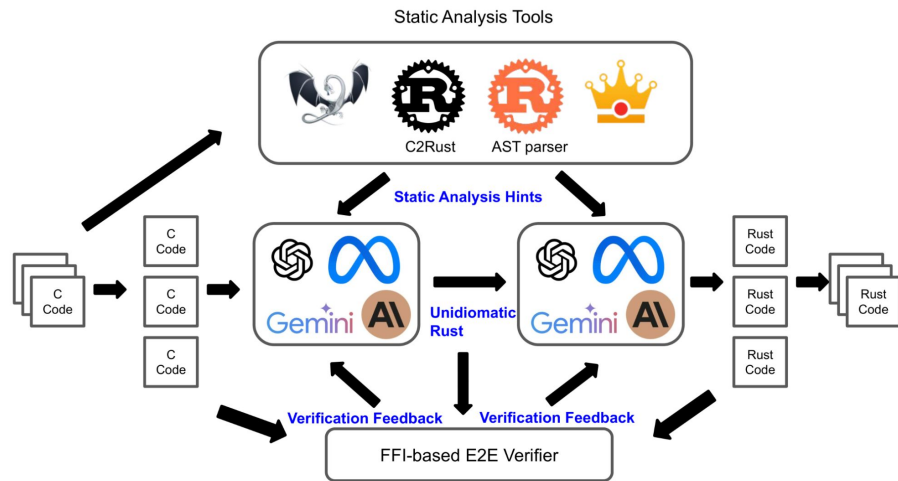 Static Analysis Tools
C2Rust
AST parser
Static Analysis Hints
C
Code
C
Code
C
Code
C
Code
Gemini
Unidiomatic
Rust
Gemini
Rust
Code
Rust
Code
Rust
Code
Rust
Code
Verification Feedback
Verification Feedback
FFI-based E2E Verifier